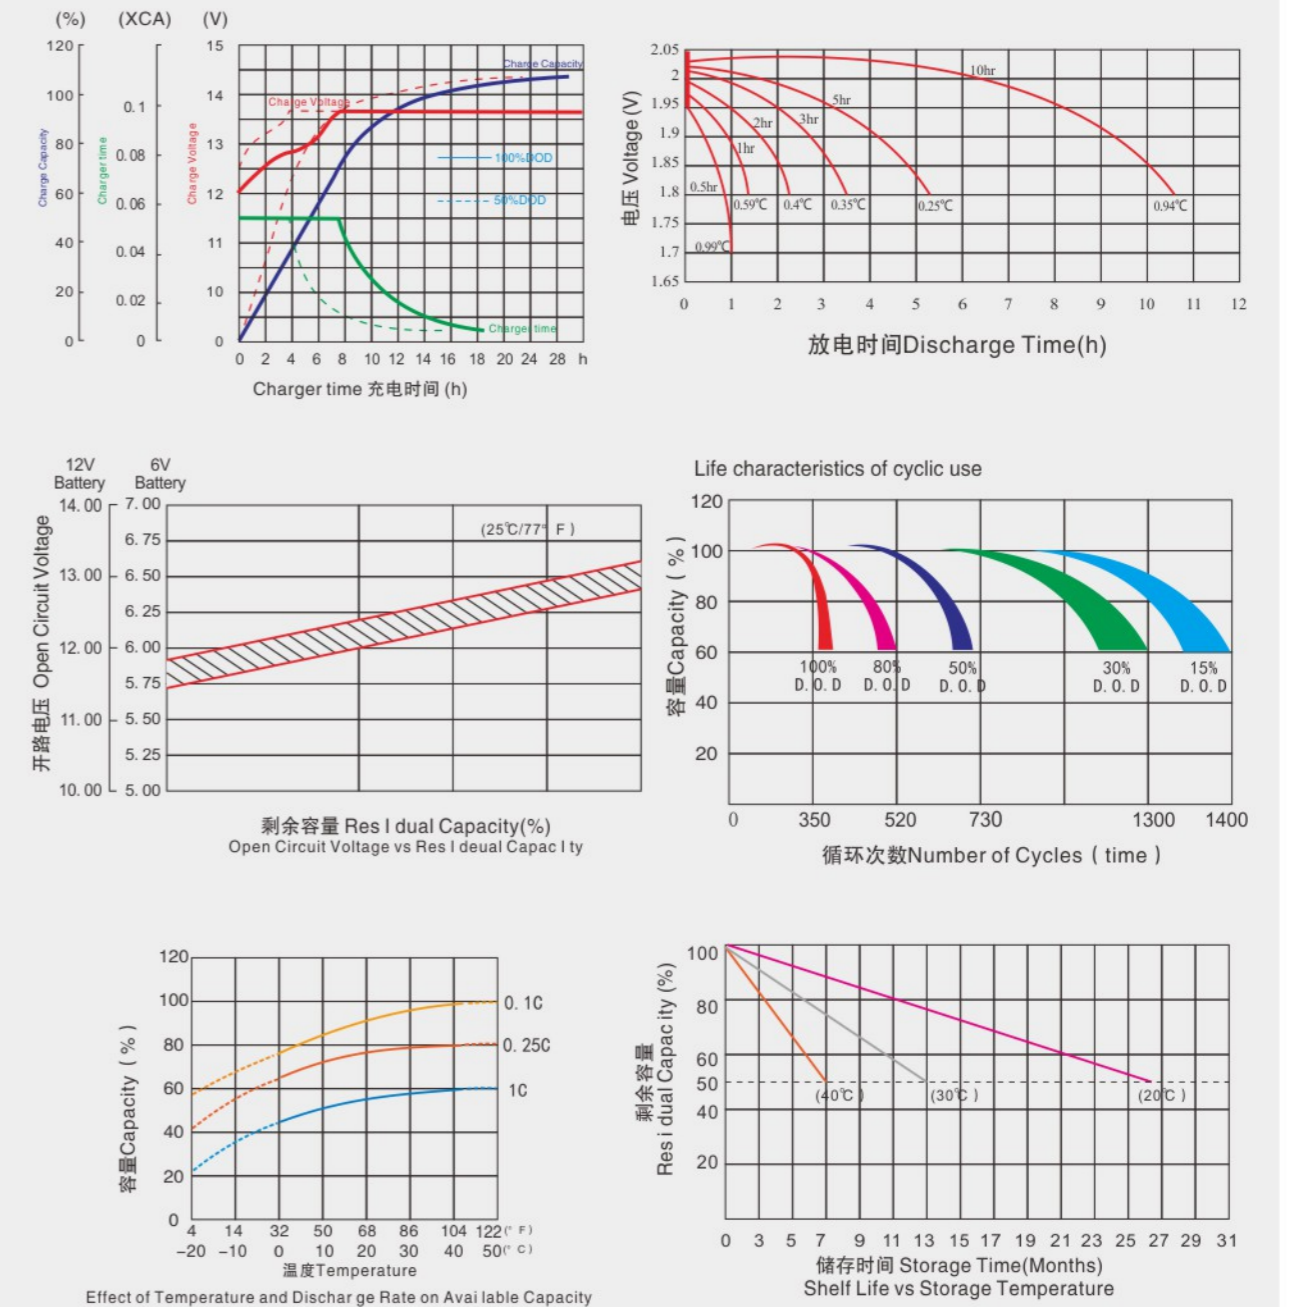 (%) (XCA) (V)
120 15
Charge Capacity
100 0.1 14
Charge Voltage
80 0.08 13
100%DOD
60 0.06 12
50%DOD
40 0.04 11
20 0.02 10
Charger time
0 0 0
Charge Capacity
Charger time
Charge Voltage
0 2 4 6 8 10 12 14 16 18 20 24 28 h
Charger time 充电时间 (h)
2.05
2
1.95
1.9
1.85
1.8
1.75
1.7
1.65
电压 Voltage (V)
10hr
5hr
3hr
2hr
1hr
0.5hr
0.59℃ 0.4℃ 0.35℃ 0.25℃ 0.94℃
0.99℃
0 1 2 3 4 5 6 7 8 9 10 11 12
放电时间Discharge Time(h)
12V 6V
Battery Battery
14.00 7.00
6.75
13.00 6.50
6.25
12.00 6.00
5.75
11.00 5.50
5.25
10.00 5.00
开路电压 Open Circuit Voltage
(25℃/77° F )
剩余容量 Res I dual Capacity(%)
Open Circuit Voltage vs Res I deual Capac I ty
Life characteristics of cyclic use
120
100
80
60
40
20
容量Capacity ( % )
100% 80% 50% 30% 15%
D.O.D D.O.D D.O.D D.O.D D.O.D
0 350 520 730 1300 1400
循环次数Number of Cycles ( time )
120
100
80
60
40
20
0
容量Capacity ( % )
0.1C
0.25C
1C
4 14 32 50 68 86 104 122(° F)
−20 −10 0 10 20 30 40 50(° C)
温度Temperature
Effect of Temperature and Dischar ge Rate on Avai lable Capacity
100
80
60
50
40
20
剩余容量
Res i dual Capac ity (%)
(40℃ ) (30℃ ) (20℃ )
0 3 5 7 9 11 13 15 17 19 21 23 25 27 29 31
储存时间 Storage Time(Months)
Shelf Life vs Storage Temperature